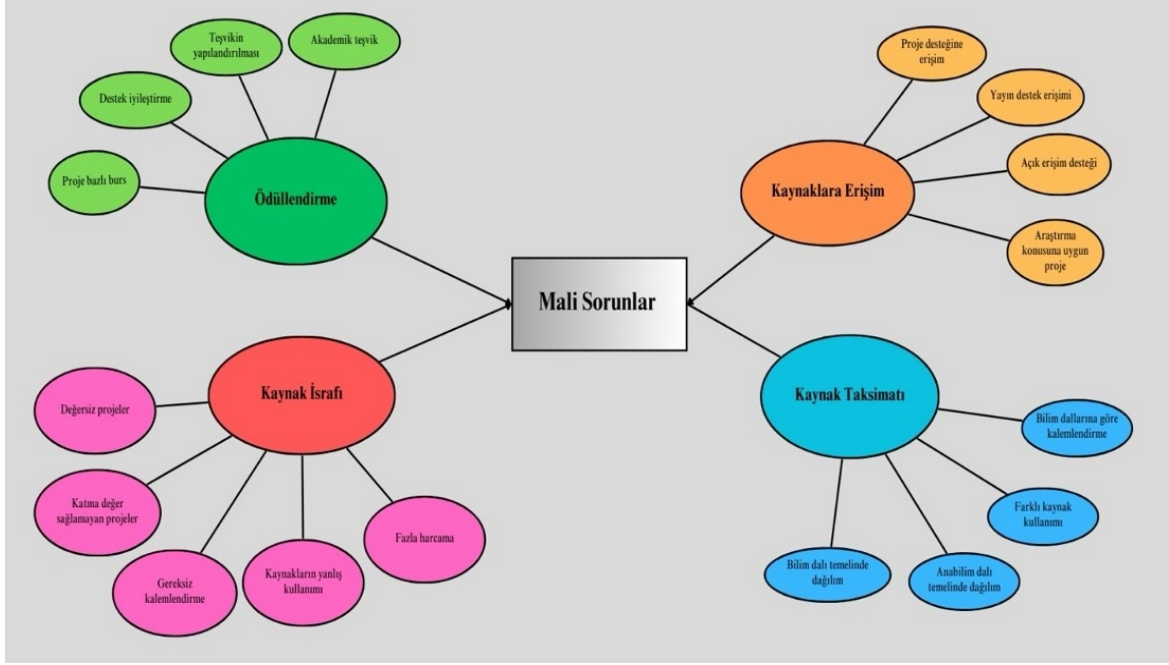 Teşvikin
yapılandırılması
Akademik teşvik
Destek iyileştirme
Proje bazlı burs
Ödüllendirme
Proje desteğine
erişim
Yayın destek erişimi
Açık erişim desteği
Araştırma
konusuna uygun
proje
Kaynaklara Erişim
Mali Sorunlar
Kaynak İsrafı
Değersiz projeler
Katma değer
sağlamayan projeler
Gereksiz
kalemlendirme
Kaynakların yanlış
kullanımı
Fazla harcama
Kaynak Taksimatı
Bilim dallarına göre
kalemlendirme
Farklı kaynak
kullanımı
Anabilim dalı
temelinde dağılım
Bilim dalı temelinde
dağılım